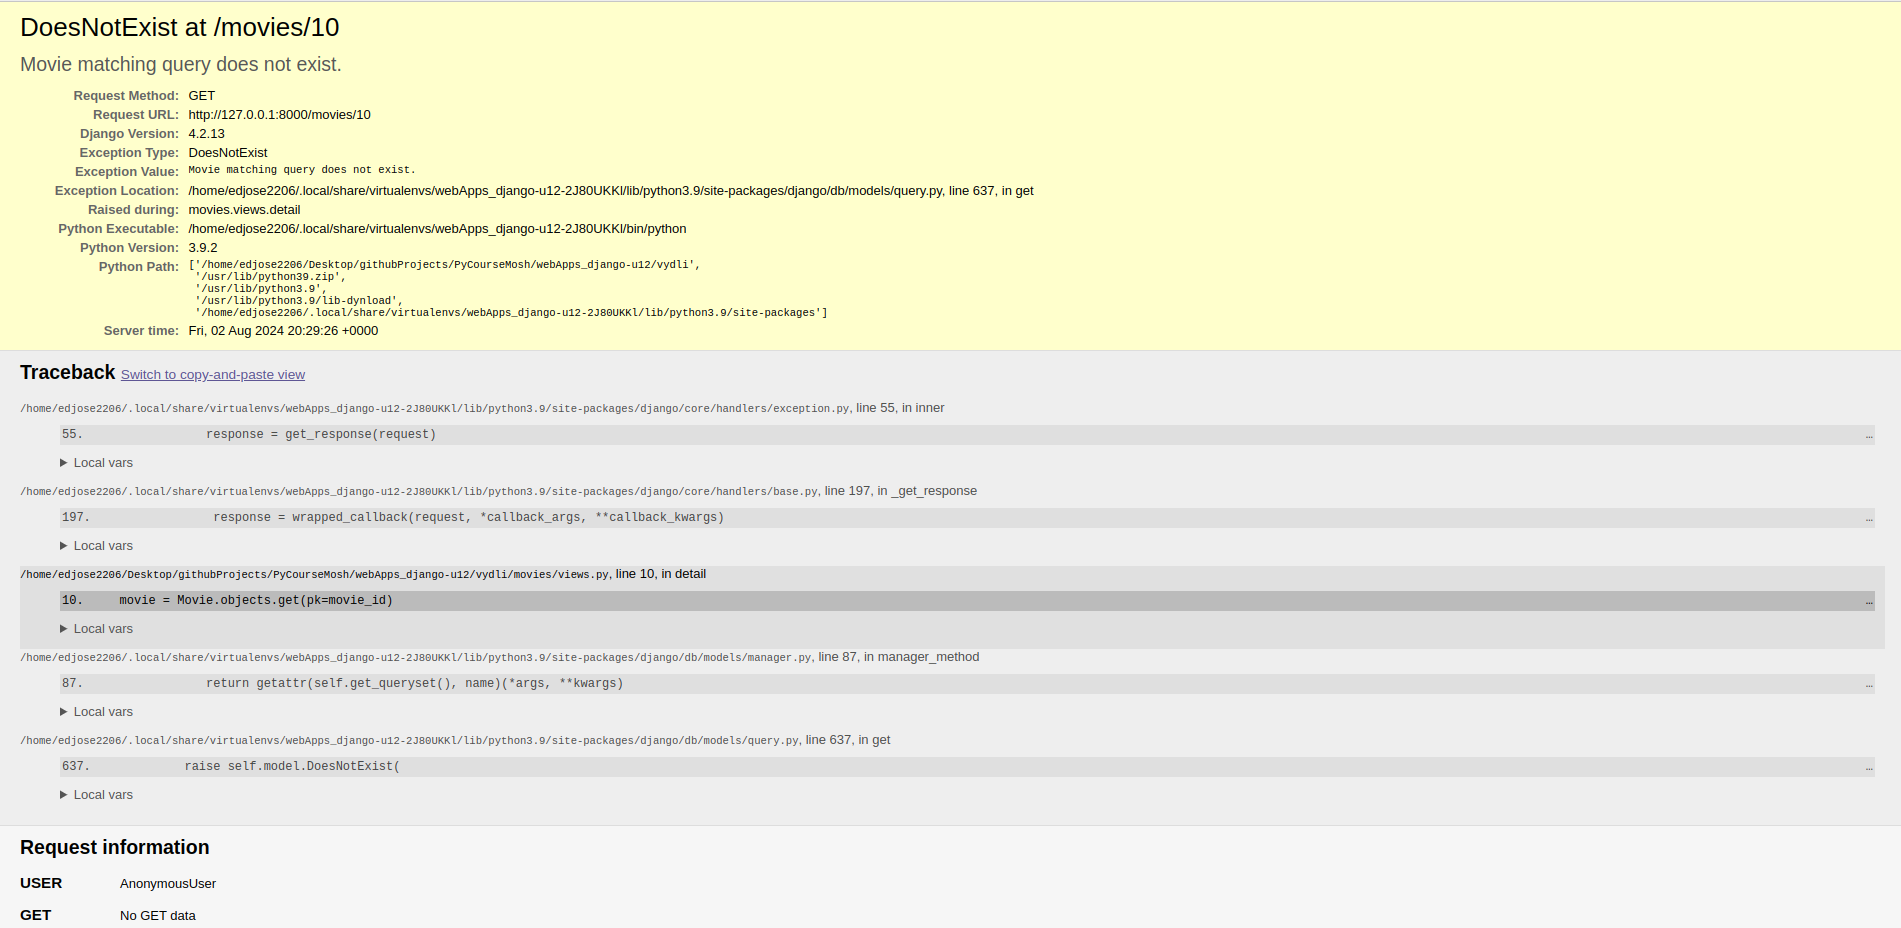 DoesNotExist at /movies/10
Movie matching query does not exist.
Request Method: GET
Request URL: http://127.0.0.1:8000/movies/10
Django Version: 4.2.13
Exception Type: DoesNotExist
Exception Value: Movie matching query does not exist.
Exception Location: /home/edjose2206/.local/share/virtualenvs/webApps_django-u12-2J80UKKl/lib/python3.9/site-packages/django/db/models/query.py, line 637, in get
Raised during: movies.views.detail
Python Executable: /home/edjose2206/.local/share/virtualenvs/webApps_django-u12-2J80UKKl/bin/python
Python Version: 3.9.2
Python Path: ['/home/edjose2206/Desktop/githubProjects/PyCourseMosh/webApps_django-u12/vydli',
'/usr/lib/python39.zip',
'/usr/lib/python3.9',
'/usr/lib/python3.9/lib-dynload',
'/home/edjose2206/.local/share/virtualenvs/webApps_django-u12-2J80UKKl/lib/python3.9/site-packages']
Server time: Fri, 02 Aug 2024 20:29:26 +0000
Traceback Switch to copy-and-paste view
/home/edjose2206/.local/share/virtualenvs/webApps_django-u12-2J80UKKl/lib/python3.9/site-packages/django/core/handlers/exception.py, line 55, in inner
55. response = get_response(request) …
▶ Local vars
/home/edjose2206/.local/share/virtualenvs/webApps_django-u12-2J80UKKl/lib/python3.9/site-packages/django/core/handlers/base.py, line 197, in _get_response
197. response = wrapped_callback(request, *callback_args, **callback_kwargs) …
▶ Local vars
/home/edjose2206/Desktop/githubProjects/PyCourseMosh/webApps_django-u12/vydli/movies/views.py, line 10, in detail
10. movie = Movie.objects.get(pk=movie_id) …
▶ Local vars
/home/edjose2206/.local/share/virtualenvs/webApps_django-u12-2J80UKKl/lib/python3.9/site-packages/django/db/models/manager.py, line 87, in manager_method
87. return getattr(self.get_queryset(), name)(*args, **kwargs) …
▶ Local vars
/home/edjose2206/.local/share/virtualenvs/webApps_django-u12-2J80UKKl/lib/python3.9/site-packages/django/db/models/query.py, line 637, in get
637. raise self.model.DoesNotExist( …
▶ Local vars
Request information
USER AnonymousUser
GET No GET data